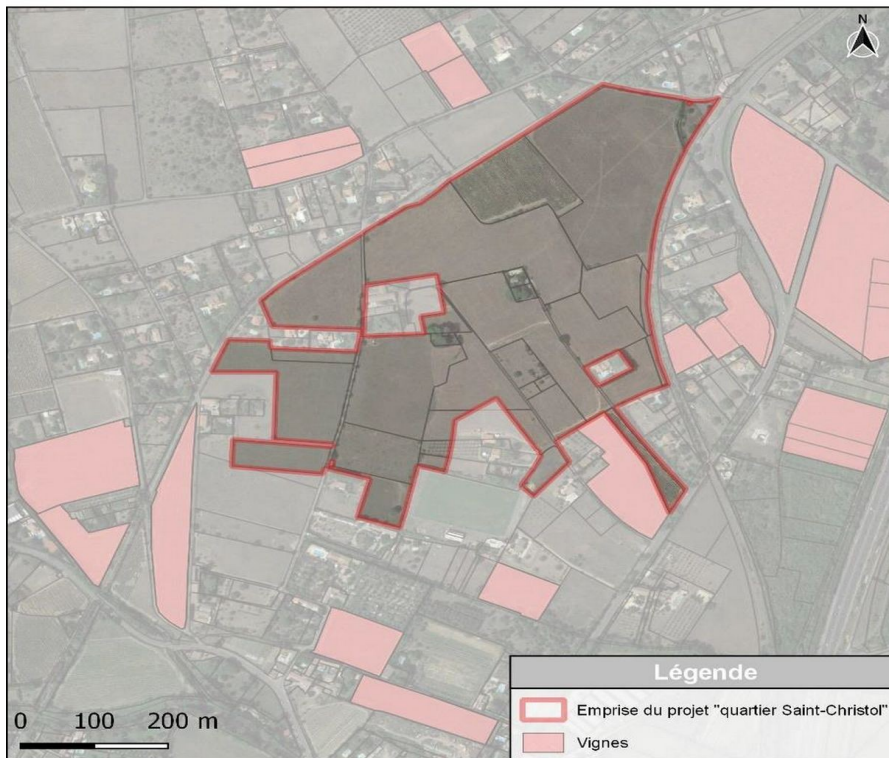 N
0 100 200 m
Légende
Emprise du projet "quartier Saint-Christol"
Vignes